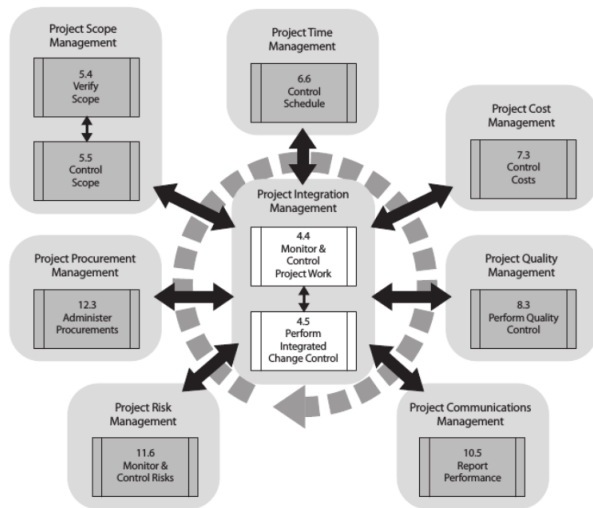 Project Scope
Management
5.4
Verify
Scope
5.5
Control
Scope
Project Time
Management
6.6
Control
Schedule
Project Cost
Management
7.3
Control
Costs
Project Integration
Management
4.4
Monitor &
Control
Project Work
4.5
Perform
Integrated
Change Control
Project Procurement
Management
12.3
Administer
Procurements
Project Quality
Management
8.3
Perform Quality
Control
Project Risk
Management
11.6
Monitor &
Control Risks
Project Communications
Management
10.5
Report
Performance